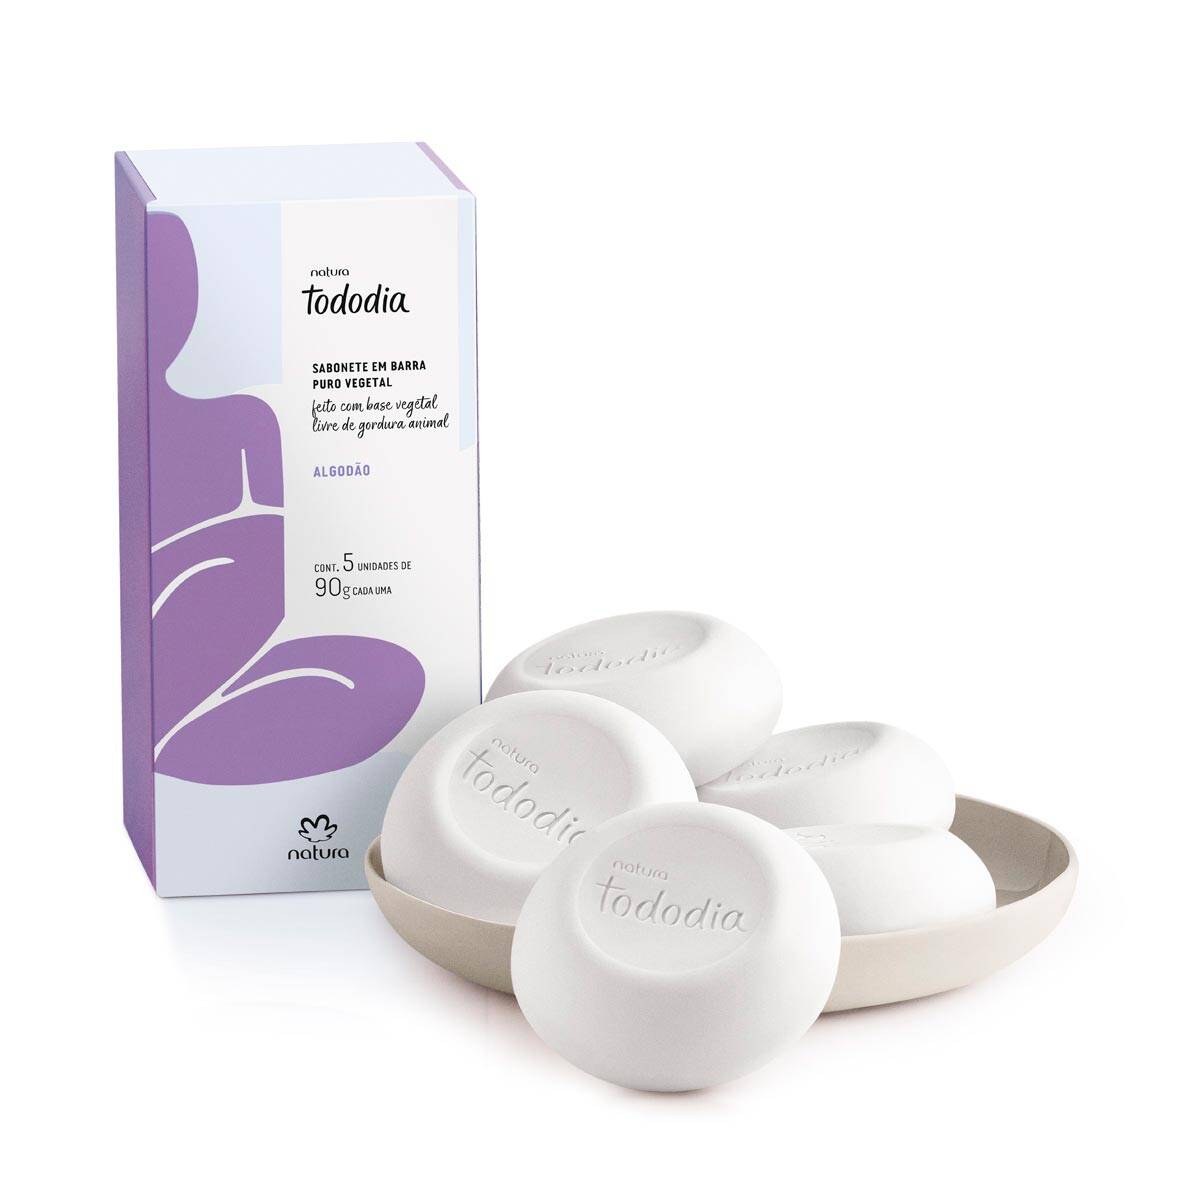 natura
Tododia
SABONETE EM BARRA
PURO VEGETAL
feito com base vegetal
livre de gordura animal
ALGODÃO
CONT. 5 UNIDADES DE
90g CADA UMA
natura
natura
Tododia
natura
Tododia
natura
Tododia
natura
Tododia